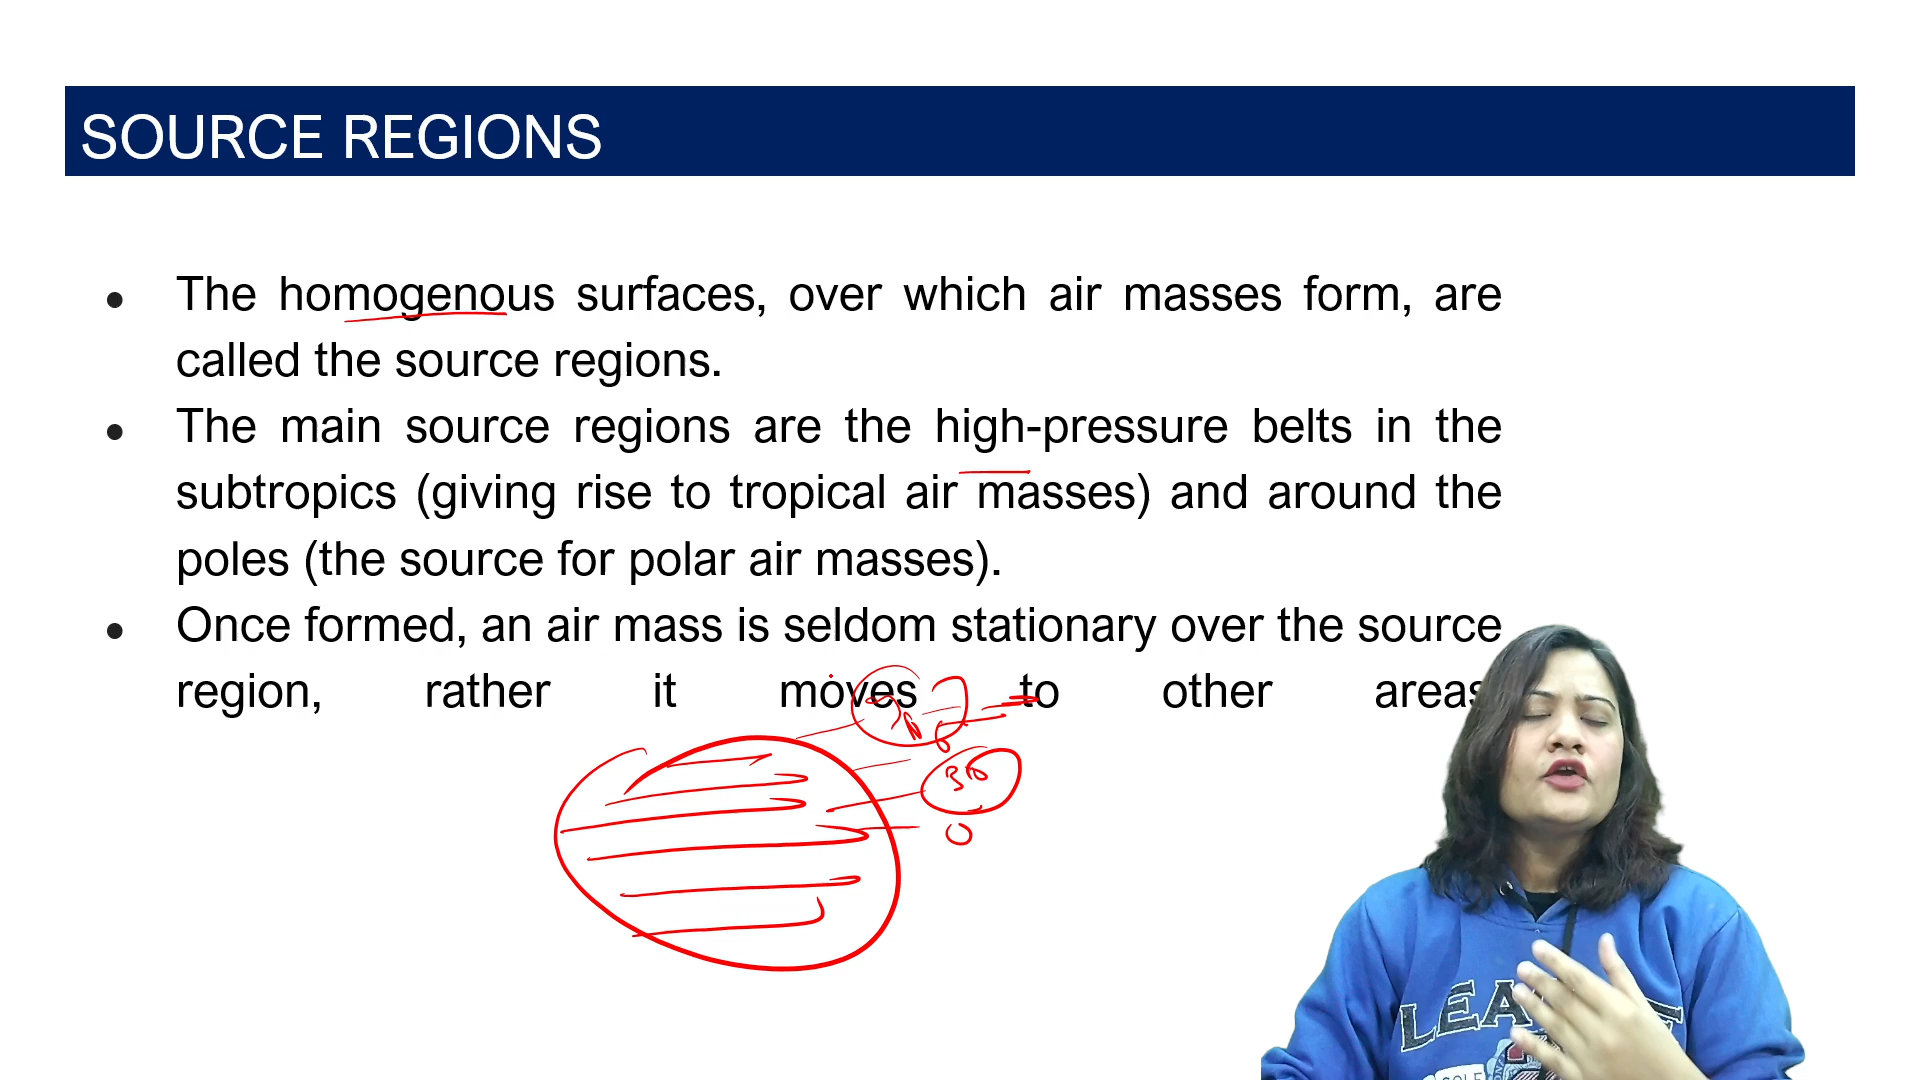 SOURCE REGIONS
● The homogenous surfaces, over which air masses form, are
called the source regions.
● The main source regions are the high-pressure belts in the
subtropics (giving rise to tropical air masses) and around the
poles (the source for polar air masses).
● Once formed, an air mass is seldom stationary over the source
region, rather it moves to other areas
30
0